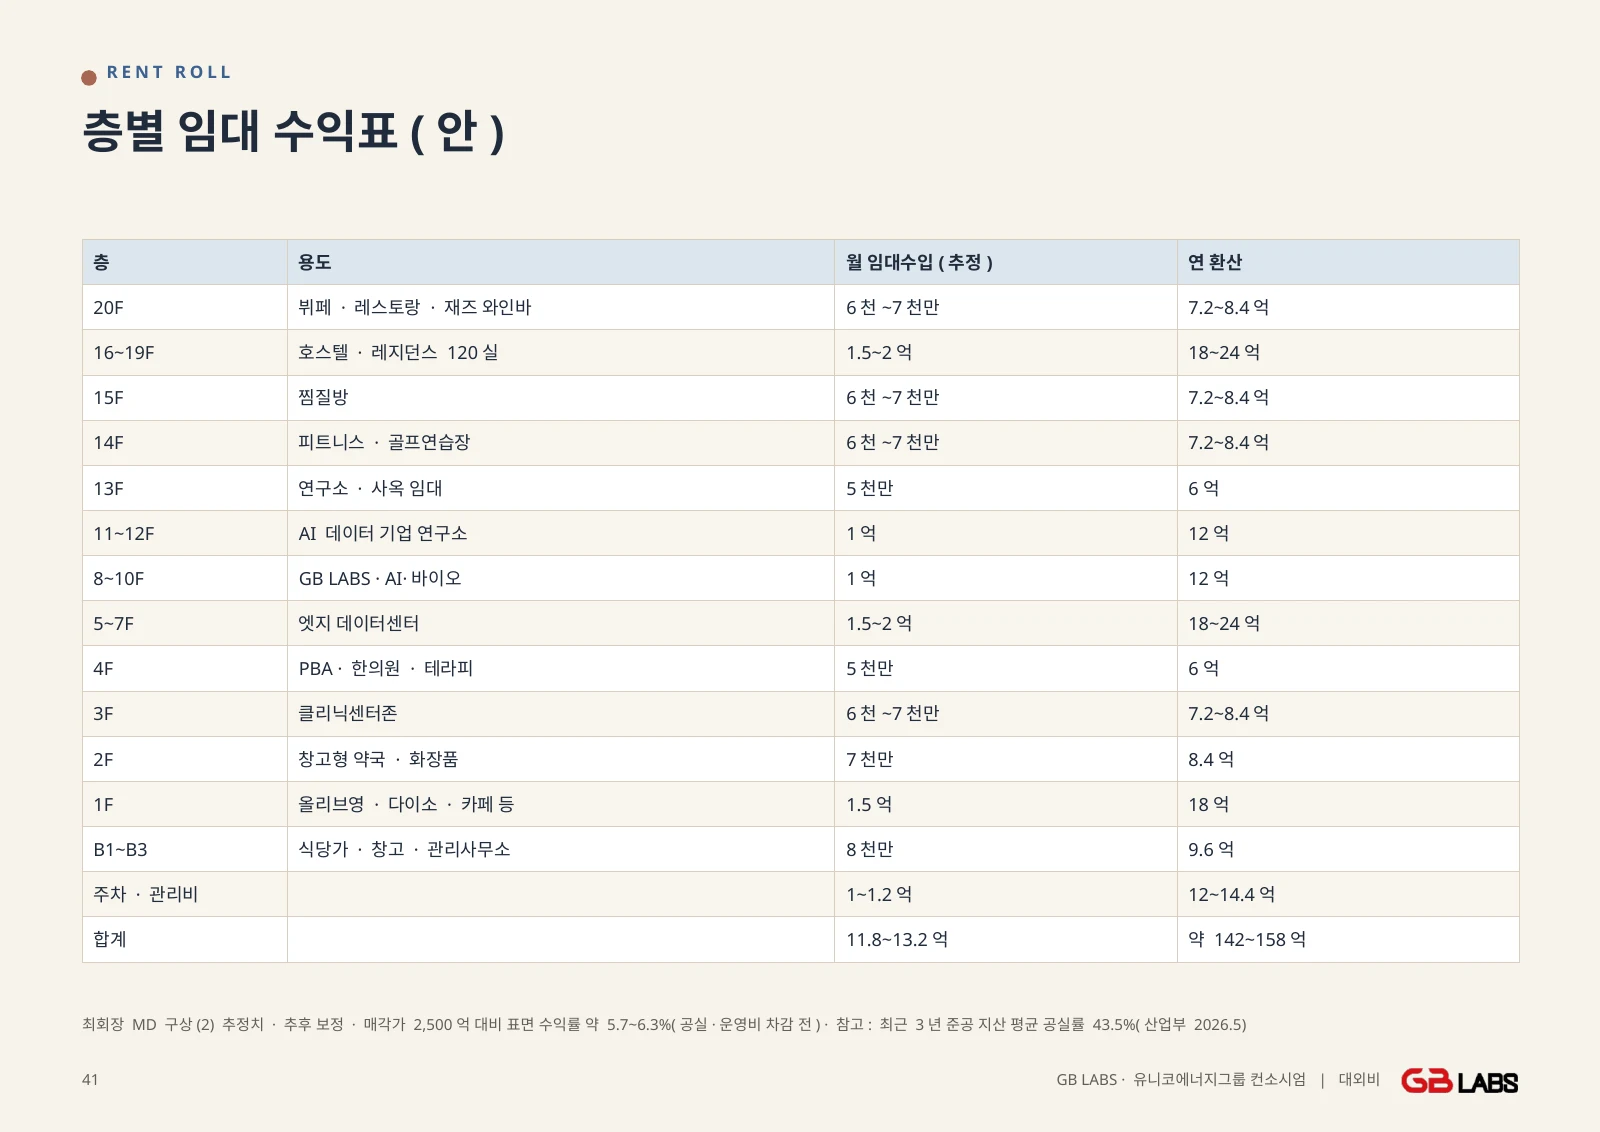 RENT ROLL
층별 임대 수익표 ( 안 )
층 용도 월 임대수입 ( 추정 ) 연 환산
20F 뷔페 · 레스토랑 · 재즈 와인바 6 천 ~7 천만 7.2~8.4 억
16~19F 호스텔 · 레지던스 120 실 1.5~2 억 18~24 억
15F 찜질방 6 천 ~7 천만 7.2~8.4 억
14F 피트니스 · 골프연습장 6 천 ~7 천만 7.2~8.4 억
13F 연구소 · 사옥 임대 5 천만 6 억
11~12F AI 데이터 기업 연구소 1 억 12 억
8~10F GB LABS · AI· 바이오 1 억 12 억
5~7F 엣지 데이터센터 1.5~2 억 18~24 억
4F PBA · 한의원 · 테라피 5 천만 6 억
3F 클리닉센터존 6 천 ~7 천만 7.2~8.4 억
2F 창고형 약국 · 화장품 7 천만 8.4 억
1F 올리브영 · 다이소 · 카페 등 1.5 억 18 억
B1~B3 식당가 · 창고 · 관리사무소 8 천만 9.6 억
주차 · 관리비 1~1.2 억 12~14.4 억
합계 11.8~13.2 억 약 142~158 억
최회장 MD 구상 (2) 추정치 · 추후 보정 · 매각가 2,500 억 대비 표면 수익률 약 5.7~6.3%( 공실 · 운영비 차감 전 ) · 참고 : 최근 3 년 준공 지산 평균 공실률 43.5%( 산업부 2026.5)
41 GB LABS · 유니코에너지그룹 컨소시엄 | 대외비 GB LABS